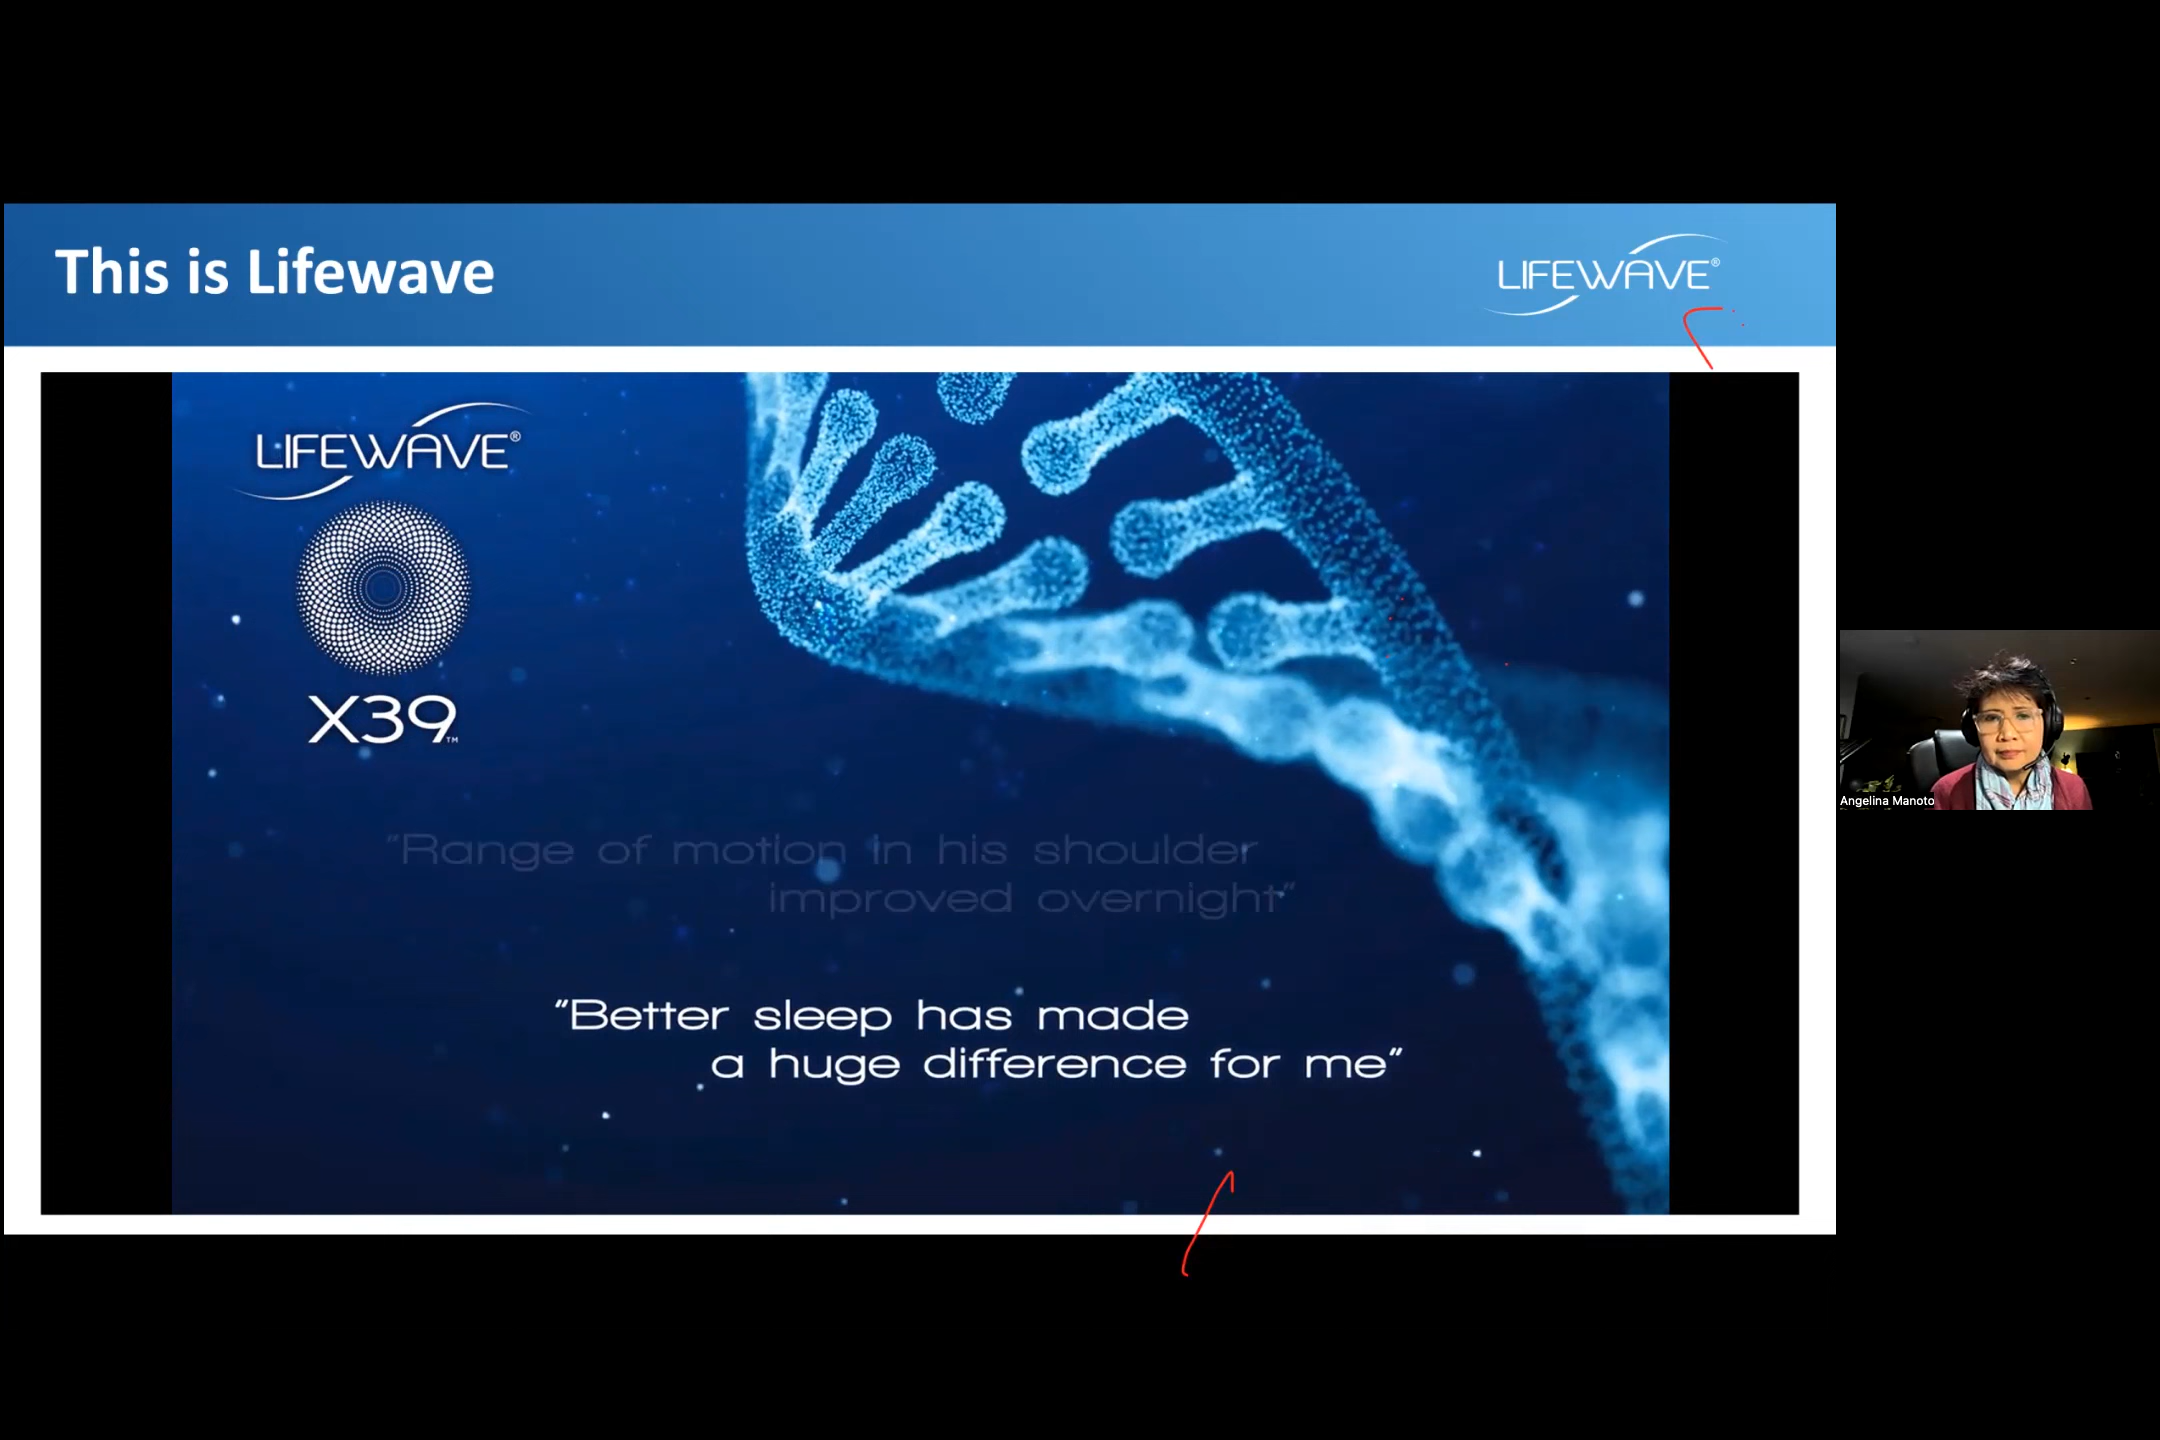 This is Lifewave
LIFEWAVE®
LIFEWAVE®
X39™
"Range of motion in his shoulder
improved overnight"
"Better sleep has made
a huge difference for me"
Angelina Manoto